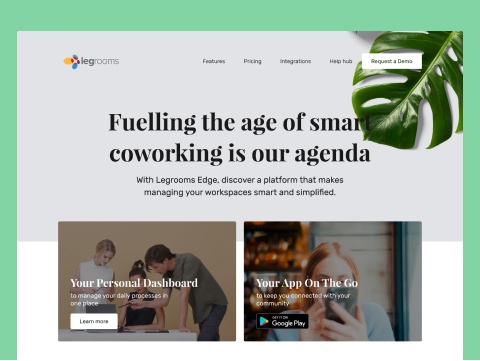 legrooms
Features Pricing Integrations Help hub Request a Demo
Fuelling the age of smart
coworking is our agenda
With Legrooms Edge, discover a platform that makes
managing your workspaces smart and simplified.
Your Personal Dashboard
to manage your daily processes in
one place
Learn more
Your App On The Go
to keep you connected with your
community
GET IT ON
Google Play